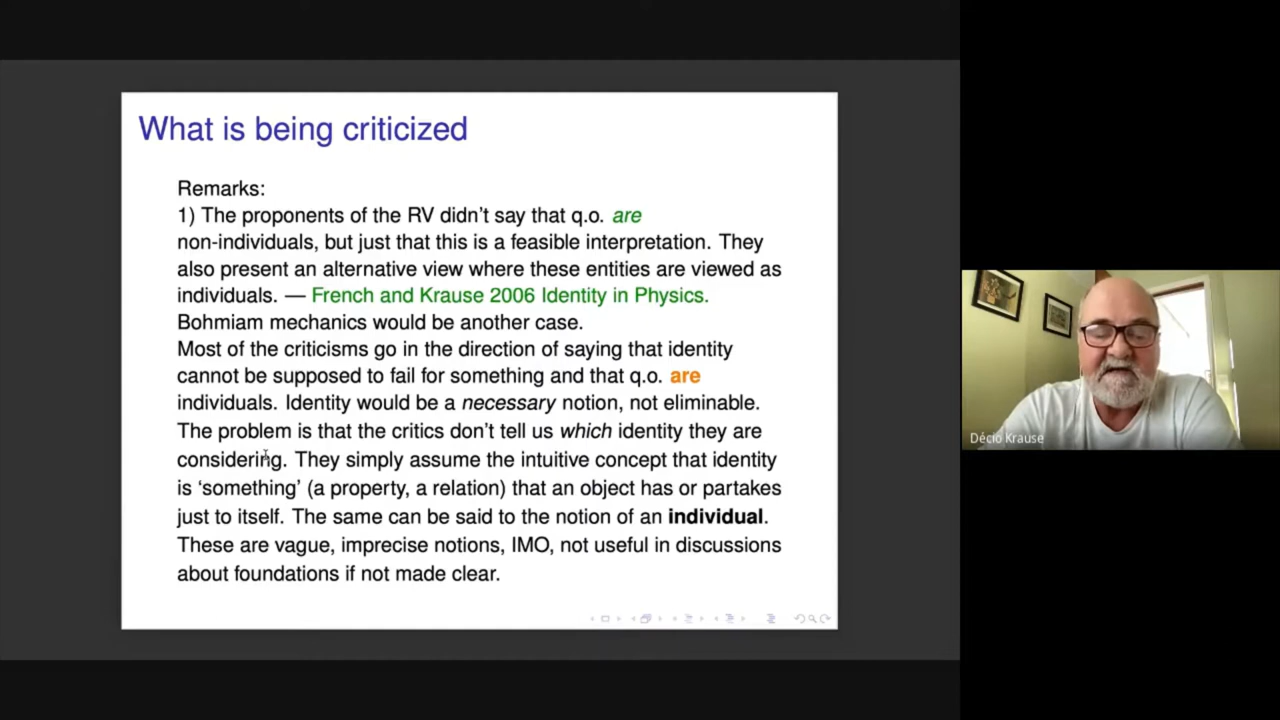 What is being criticized
Remarks:
1) The proponents of the RV didn't say that q.o. are
non-individuals, but just that this is a feasible interpretation. They
also present an alternative view where these entities are viewed as
individuals. — French and Krause 2006 Identity in Physics.
Bohmiam mechanics would be another case.
Most of the criticisms go in the direction of saying that identity
cannot be supposed to fail for something and that q.o. are
individuals. Identity would be a necessary notion, not eliminable.
The problem is that the critics don't tell us which identity they are
considering. They simply assume the intuitive concept that identity
is ‘something’ (a property, a relation) that an object has or partakes
just to itself. The same can be said to the notion of an individual.
These are vague, imprecise notions, IMO, not useful in discussions
about foundations if not made clear.
Décio Krause